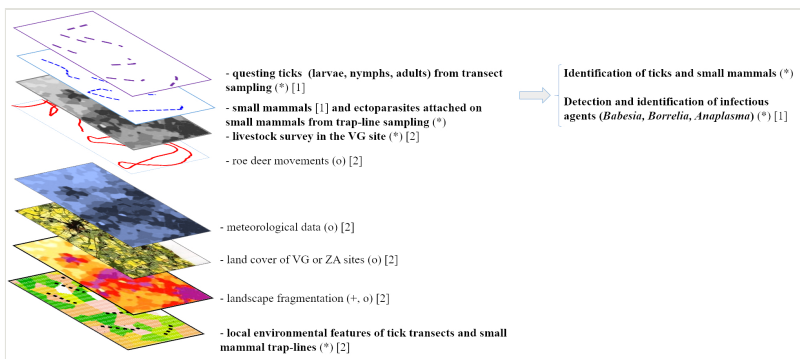 - questing ticks (larvae, nymphs, adults) from transect
sampling (*) [1]
- small mammals [1] and ectoparasites attached on
small mammals from trap-line sampling (*)
- livestock survey in the VG site (*) [2]
- roe deer movements (o) [2]
- meteorological data (o) [2]
- land cover of VG or ZA sites (o) [2]
- landscape fragmentation (+, o) [2]
- local environmental features of tick transects and small
mammal trap-lines (*) [2]
Identification of ticks and small mammals (*)
Detection and identification of infectious
agents (Babesia, Borrelia, Anaplasma) (*) [1]